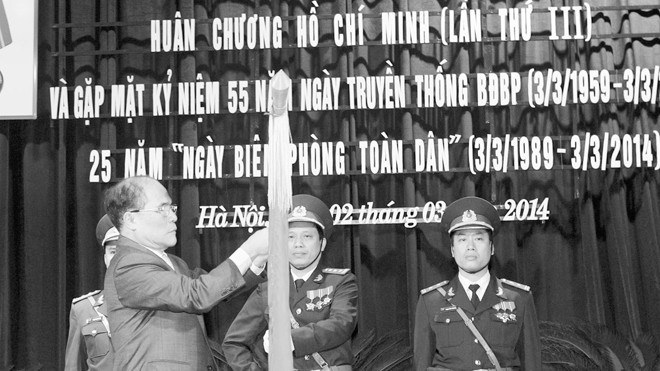 HUÂN CHƯƠNG HỒ CHÍ MINH (LẦN THỨ III)
VÀ GẶP MẶT KỶ NIỆM 55 NGÀY TRUYỀN THỐNG BĐBP (3/3/1959 – 3/3/
25 NĂM “NGÀY BIÊN PHÒNG TOÀN DÂN” (3/3/1989 – 3/3/2014)
Hà Nội, 02 tháng 03 2014